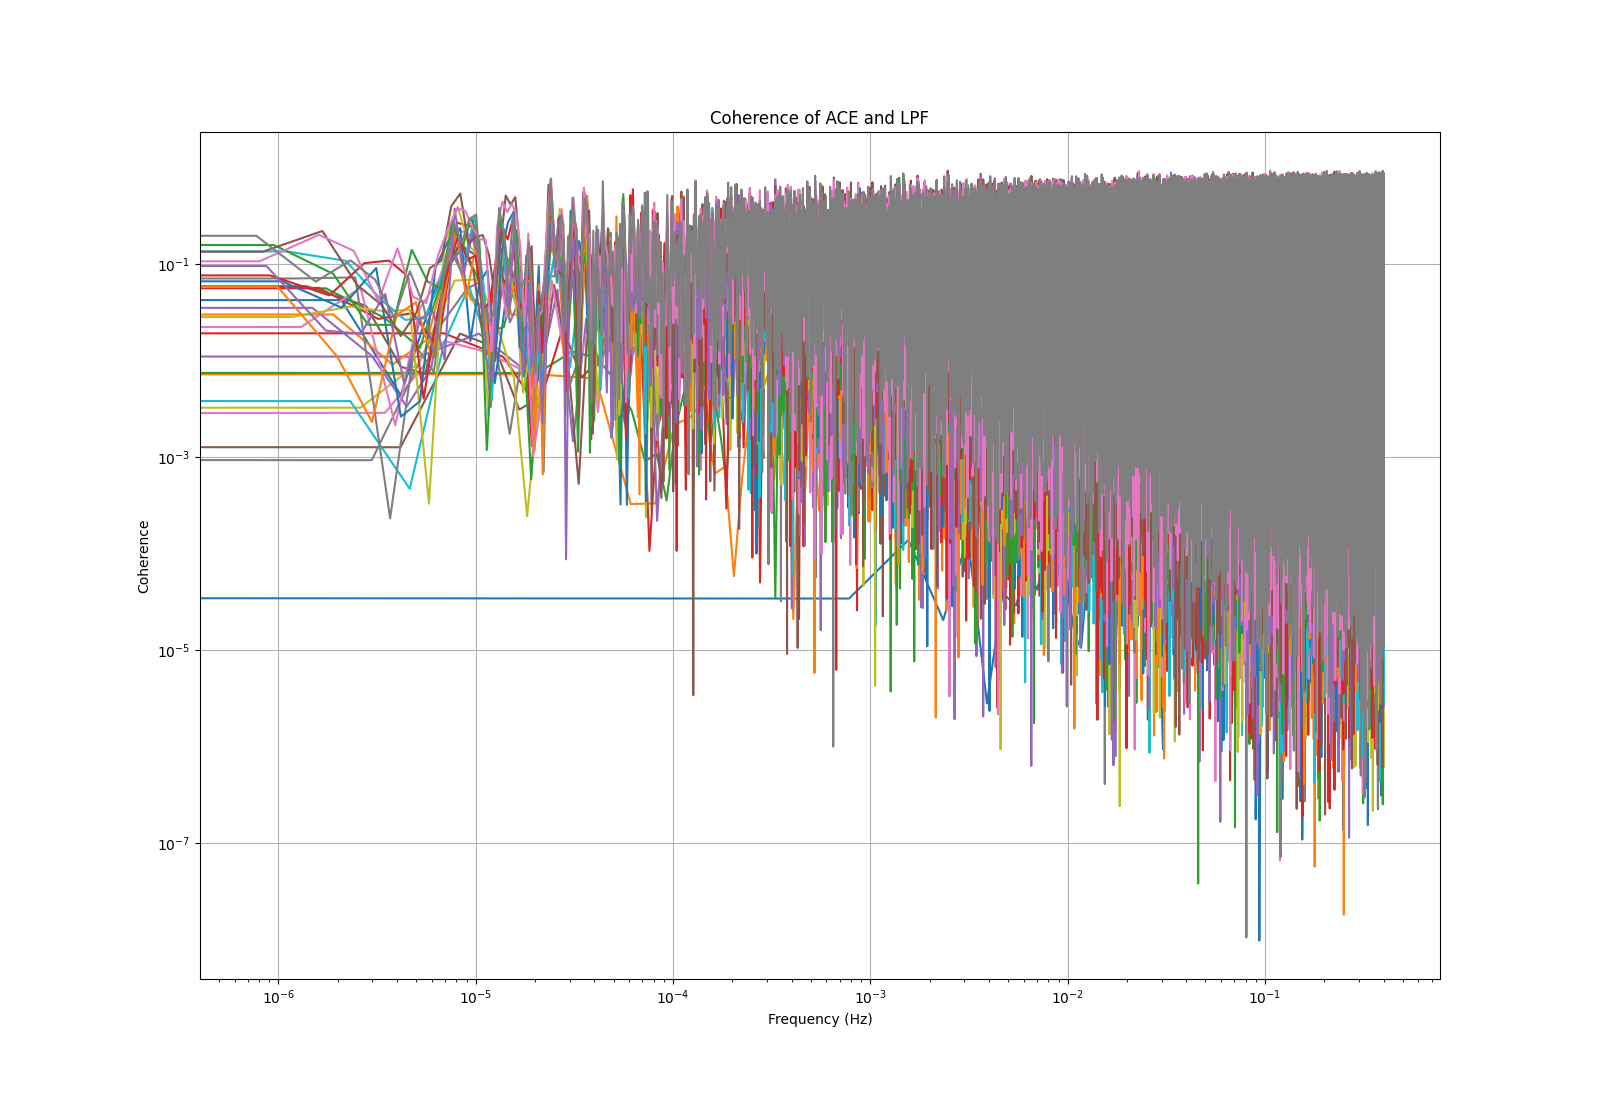 Coherence of ACE and LPF
Coherence
10⁻¹
10⁻³
10⁻⁵
10⁻⁷
10⁻⁶ 10⁻⁵ 10⁻⁴ 10⁻³ 10⁻² 10⁻¹
Frequency (Hz)